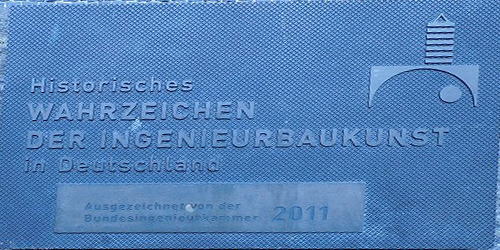 Historisches
WAHRZEICHEN
DER INGENIEURBAUKUNST
in Deutschland
Ausgezeichnet von der
Bundesingenieurkammer 2011